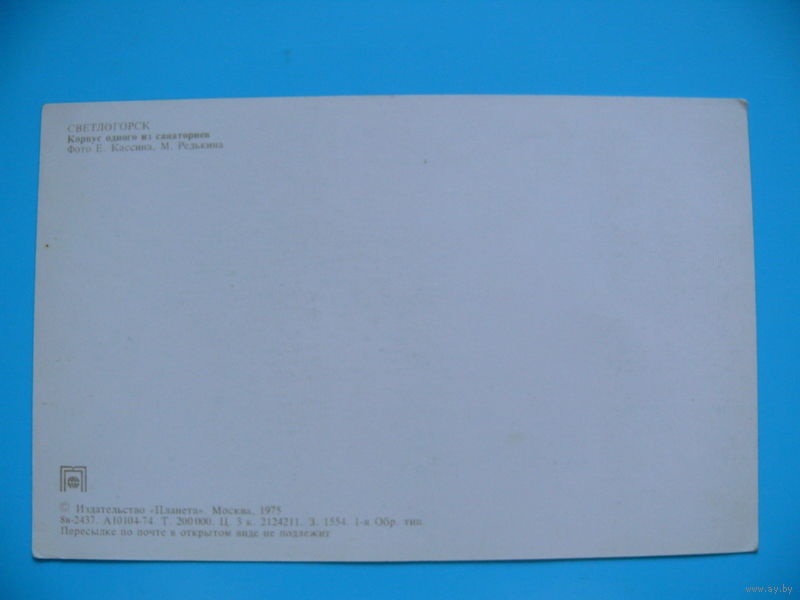 СВЕТЛОГОРСК
Корпус одного из санаториев
Фото Е. Кассина, М. Редькина
© Издательство «Планета». Москва, 1975
8в-2437. А10104-74. Т. 200 000. Ц. 3 к. 2124211. З. 1554. 1-я Обр. тип.
Пересылке по почте в открытом виде не подлежит
www.ay.by